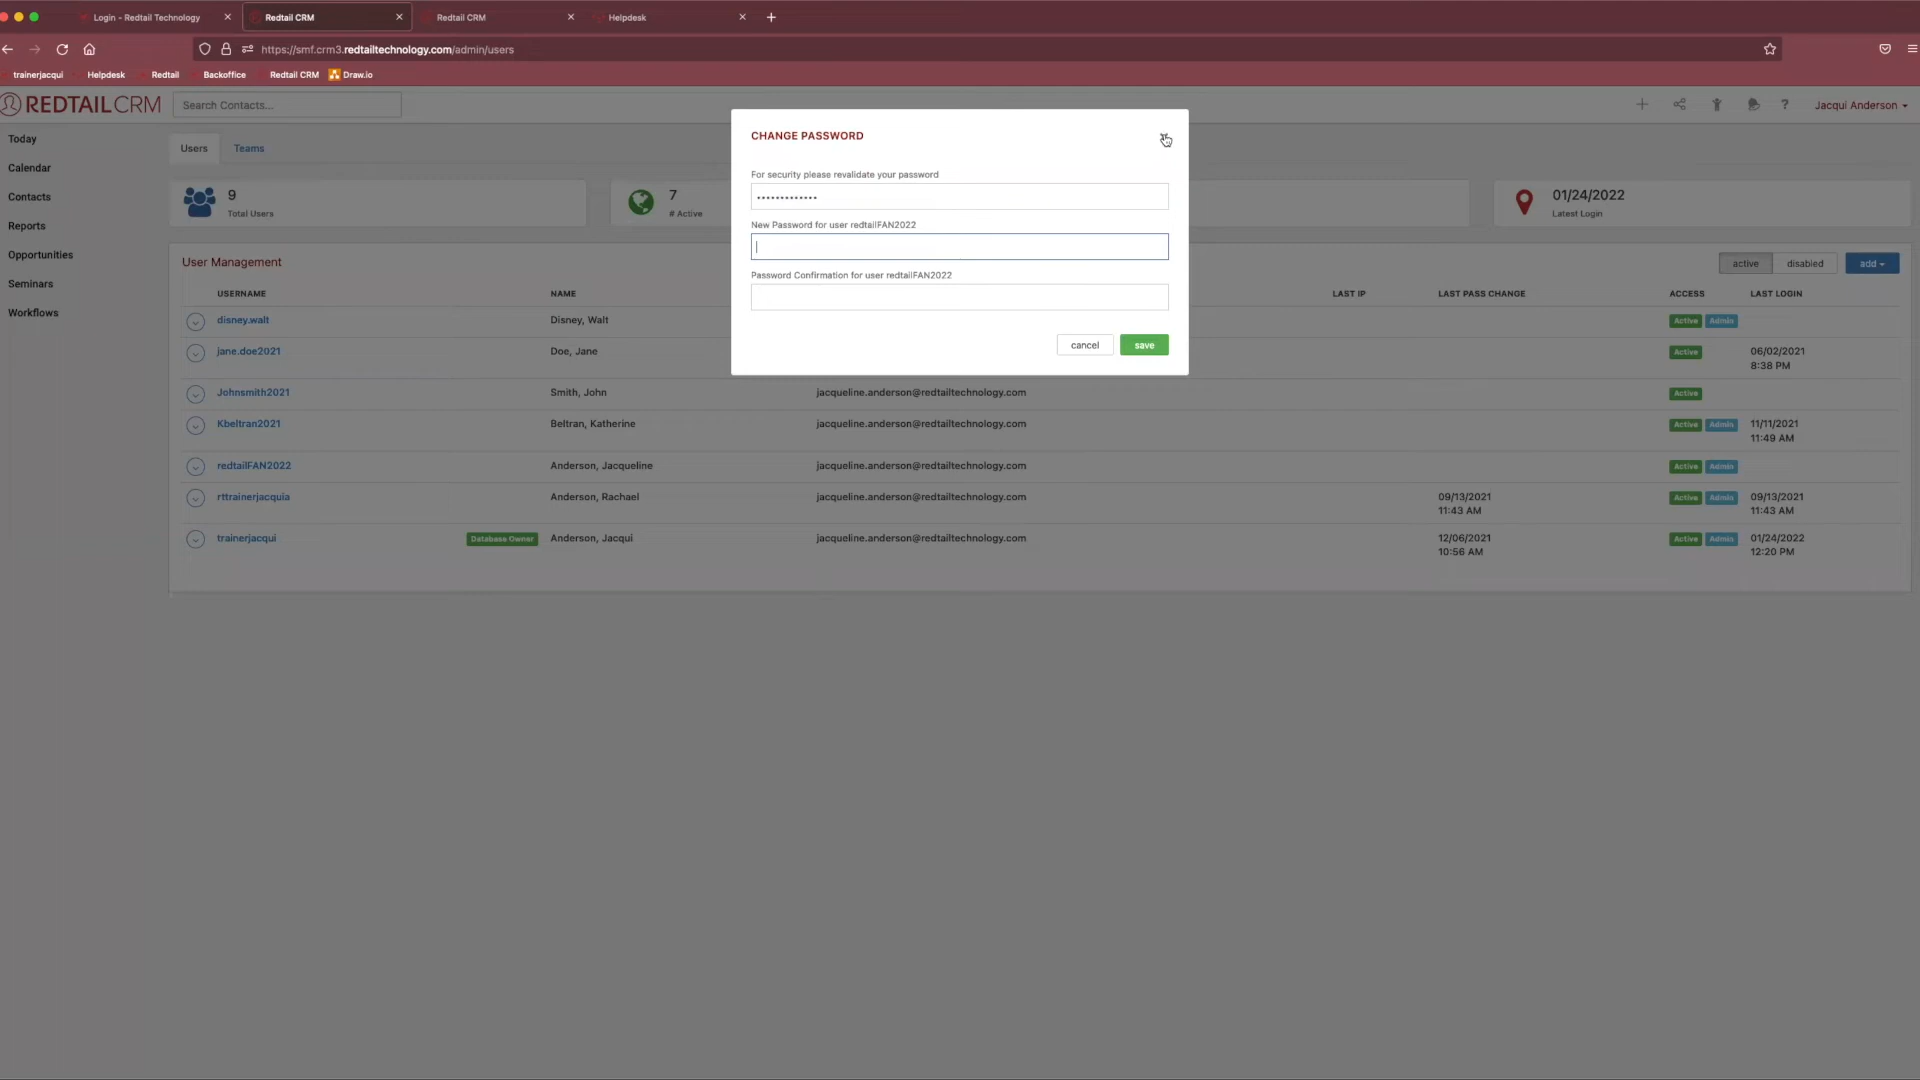 Login - Redtail Technology
Redtail CRM
Redtail CRM
Helpdesk
https://smf.crm3.redtailtechnology.com/admin/users
trainerjacqui Helpdesk Redtail Backoffice Redtail CRM Draw.io
REDTAILCRM
Search Contacts...
? Jacqui Anderson
Today
Calendar
Contacts
Reports
Opportunities
Seminars
Workflows
Users Teams
9
Total Users
7
# Active
01/24/2022
Latest Login
User Management
active disabled add
USERNAME NAME LAST IP LAST PASS CHANGE ACCESS LAST LOGIN
disney.walt Disney, Walt Active Admin
jane.doe2021 Doe, Jane Active 06/02/2021
8:38 PM
Johnsmith2021 Smith, John jacqueline.anderson@redtailtechnology.com Active
Kbeltran2021 Beltran, Katherine jacqueline.anderson@redtailtechnology.com Active Admin 11/11/2021
11:49 AM
redtailFAN2022 Anderson, Jacqueline jacqueline.anderson@redtailtechnology.com Active Admin
rttrainerjacquia Anderson, Rachael jacqueline.anderson@redtailtechnology.com 09/13/2021 Active Admin 09/13/2021
11:43 AM 11:43 AM
trainerjacqui Database Owner Anderson, Jacqui jacqueline.anderson@redtailtechnology.com 12/06/2021 Active Admin 01/24/2022
10:56 AM 12:20 PM
CHANGE PASSWORD
For security please revalidate your password
•••••••••••••
New Password for user redtailFAN2022
Password Confirmation for user redtailFAN2022
cancel save